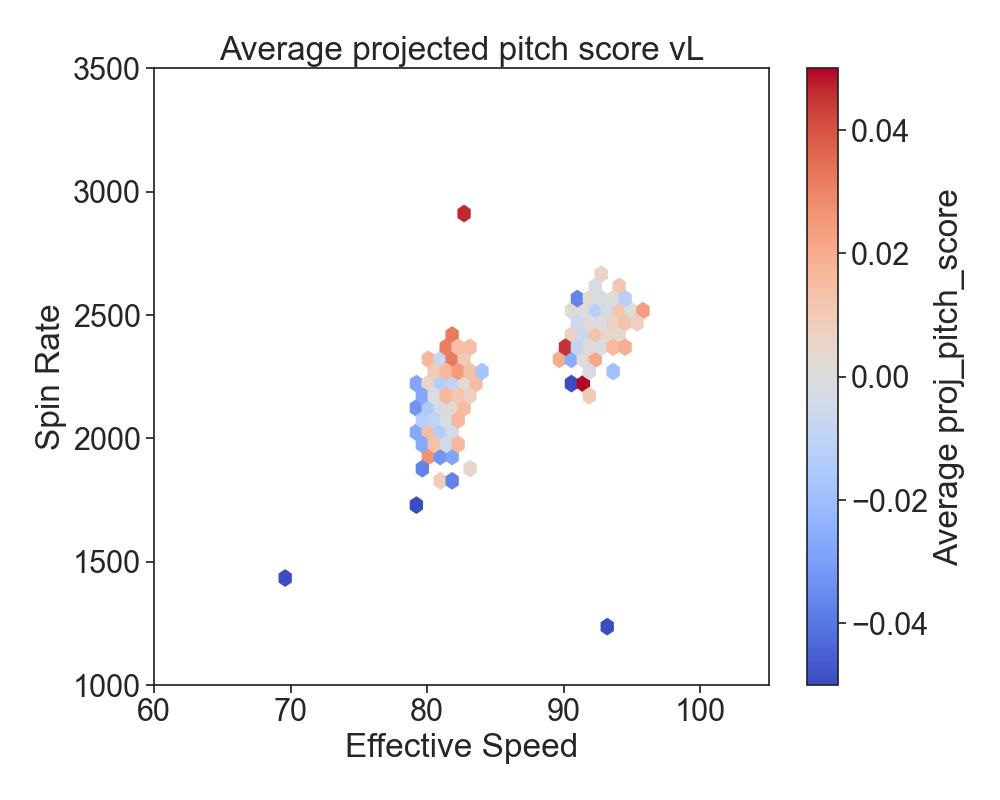 Average projected pitch score vL
3500
3000
2500
2000
1500
1000
Spin Rate
60 70 80 90 100
Effective Speed
0.04
0.02
0.00
−0.02
−0.04
Average proj_pitch_score